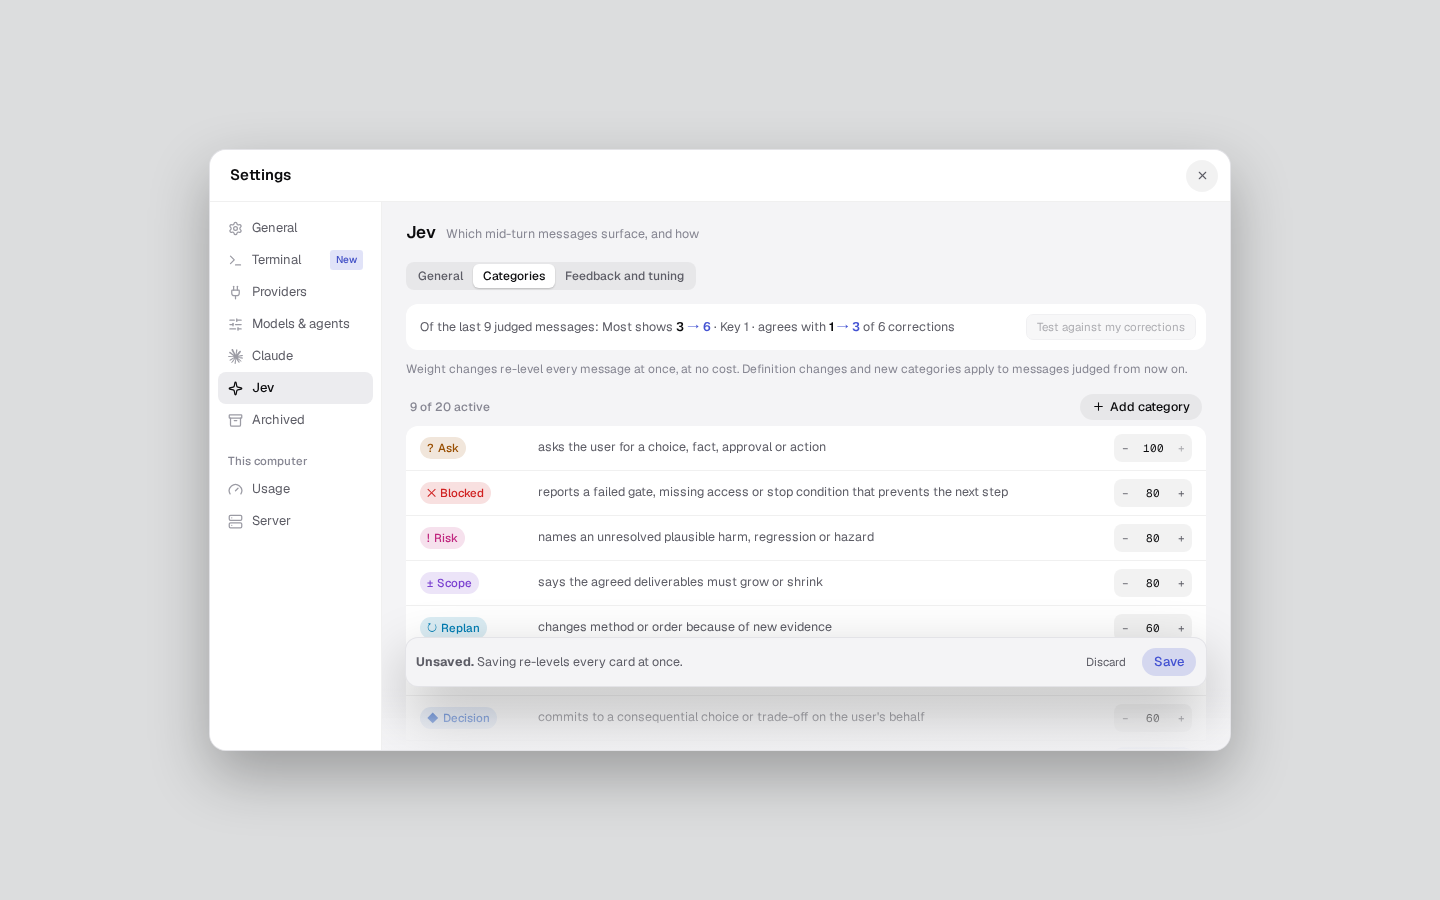 Settings
General
Terminal New
Providers
Models & agents
Claude
Jev
Archived
This computer
Usage
Server
Jev Which mid-turn messages surface, and how
General Categories Feedback and tuning
Of the last 9 judged messages: Most shows 3 → 6 · Key 1 · agrees with 1 → 3 of 6 corrections Test against my corrections
Weight changes re-level every message at once, at no cost. Definition changes and new categories apply to messages judged from now on.
9 of 20 active + Add category
? Ask asks the user for a choice, fact, approval or action − 100 +
Blocked reports a failed gate, missing access or stop condition that prevents the next step − 80 +
! Risk names an unresolved plausible harm, regression or hazard − 80 +
± Scope says the agreed deliverables must grow or shrink − 80 +
Replan changes method or order because of new evidence − 60 +
Unsaved. Saving re-levels every card at once. Discard Save
◆ Decision commits to a consequential choice or trade-off on the user's behalf − 60 +